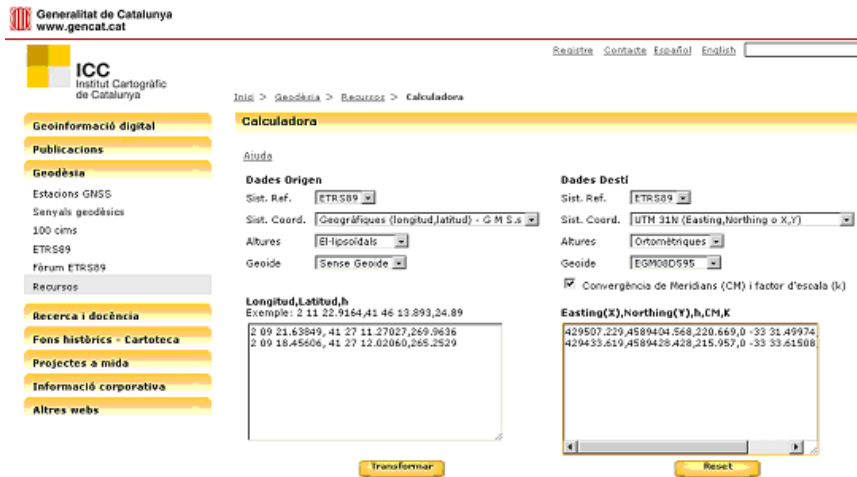 Generalitat de Catalunya
www.gencat.cat
Registre Contacte Español English
ICC
Institut Cartogràfic
de Catalunya
Inici > Geodèsia > Recursos > Calculadora
Geoinformació digital
Publicacions
Geodèsia
Estacions GNSS
Senyals geodèsics
100 cims
ETRS89
Fòrum ETRS89
Recursos
Recerca i docència
Fons històrics - Cartoteca
Projectes a mida
Informació corporativa
Altres webs
Calculadora
Ajuda
Dades Origen
Sist. Ref. ETRS89
Sist. Coord. Geogràfiques (longitud,latitud) - G M S.s
Altures El·lipsoïdals
Geoide Sense Geoide
Longitud,Latitud,h
Exemple: 2 11 22.9164,41 46 13.893,24.89
2 09 21.63849, 41 27 11.27027,269.9636
2 09 18.45606, 41 27 12.02060,265.2529
Transformar
Dades Destí
Sist. Ref. ETRS89
Sist. Coord. UTM 31N (Easting,Northing o X,Y)
Altures Ortomètriques
Geoide EGM08D595
Convergència de Meridians (CM) i factor d'escala (k)
Easting(X),Northing(Y),h,CM,K
429507.229,4589404.568,220.669,0 -33 31.49974,
429433.619,4589428.428,215.957,0 -33 33.61508,
Reset